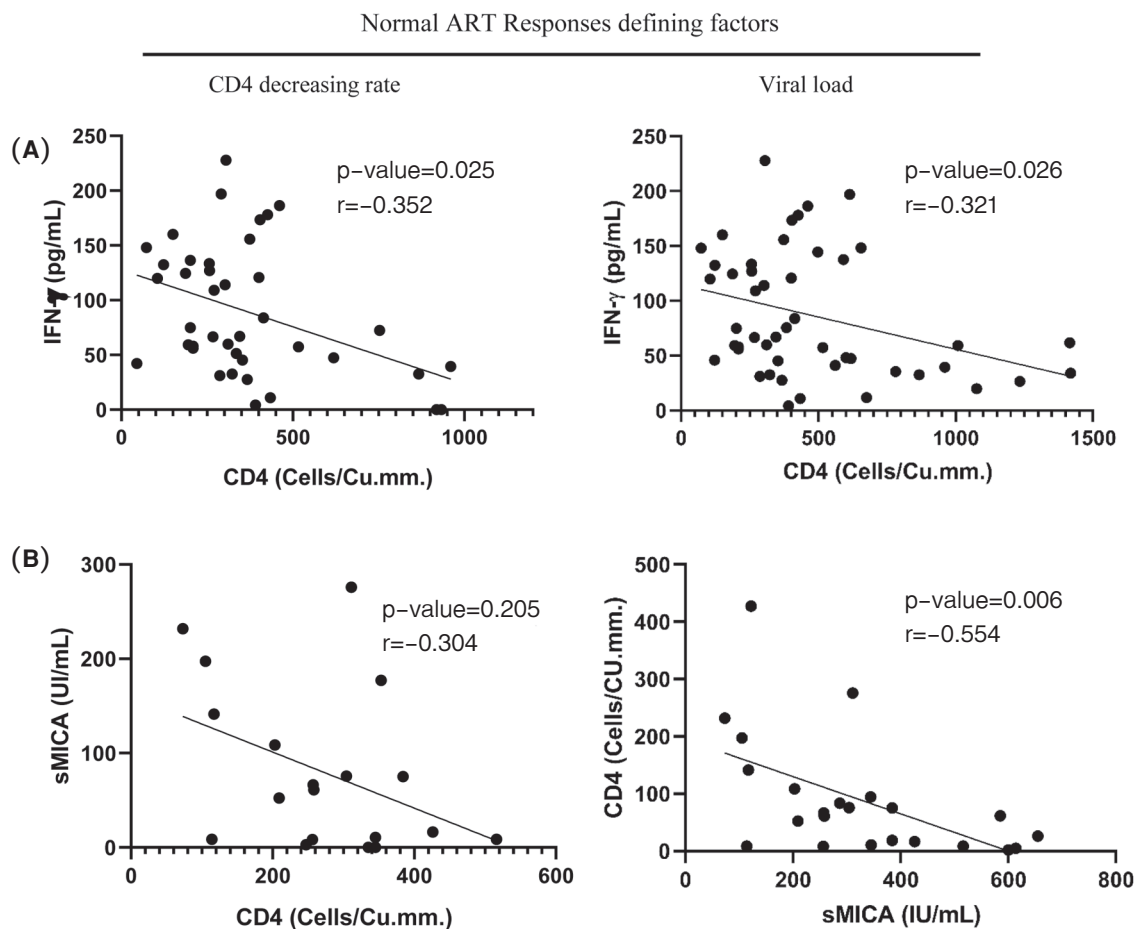 Normal ART Responses defining factors
CD4 decreasing rate
Viral load
(A)
250
200
150
100
50
0
IFN-γ (pg/mL)
p-value=0.025
r=-0.352
0
500
1000
CD4 (Cells/Cu.mm.)
250
200
150
100
50
0
IFN-γ (pg/mL)
p-value=0.026
r=-0.321
0
500
1000
1500
CD4 (Cells/Cu.mm.)
(B)
300
200
100
0
sMICA (UI/mL)
p-value=0.205
r=-0.304
0
200
400
600
CD4 (Cells/Cu.mm.)
500
400
300
200
100
0
CD4 (Cells/CU.mm.)
p-value=0.006
r=-0.554
0
200
400
600
800
sMICA (IU/mL)